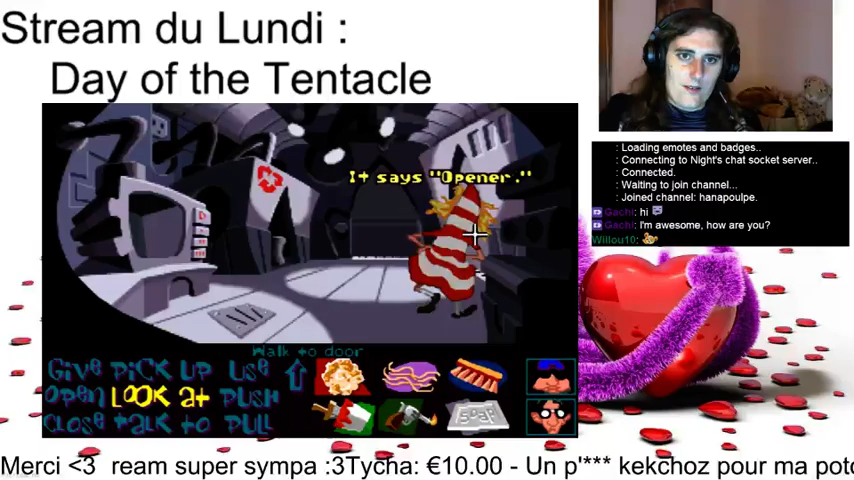 Stream du Lundi :
Day of the Tentacle
: Loading emotes and badges..
: Connecting to Night's chat socket server..
: Connected.
: Waiting to join channel...
: Joined channel: hanapoulpe.
Gachi: hi
Gachi: I'm awesome, how are you?
Willou10:
It says "Opener."
Walk to door
Give Pick up Use
Open Look at Push
Close Talk to Pull
SOAP
Merci <3 ream super sympa :3Tycha: €10.00 - Un p'*** kekchoz pour ma poto